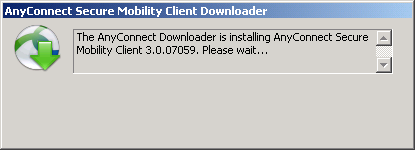 AnyConnect Secure Mobility Client Downloader
The AnyConnect Downloader is installing AnyConnect Secure
Mobility Client 3.0.07059. Please wait...